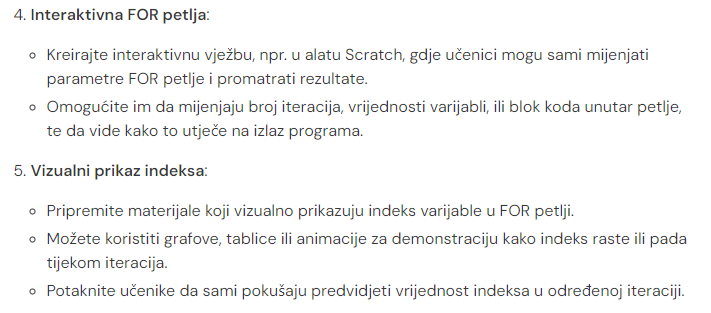 4. Interaktivna FOR petlja:
Kreirajte interaktivnu vježbu, npr. u alatu Scratch, gdje učenici mogu sami mijenjati
parametre FOR petlje i promatrati rezultate.
Omogućite im da mijenjaju broj iteracija, vrijednosti varijabli, ili blok koda unutar petlje,
te da vide kako to utječe na izlaz programa.
5. Vizualni prikaz indeksa:
Pripremite materijale koji vizualno prikazuju indeks varijable u FOR petlji.
Možete koristiti grafove, tablice ili animacije za demonstraciju kako indeks raste ili pada
tijekom iteracija.
Potaknite učenike da sami pokušaju predvidjeti vrijednost indeksa u određenoj iteraciji.